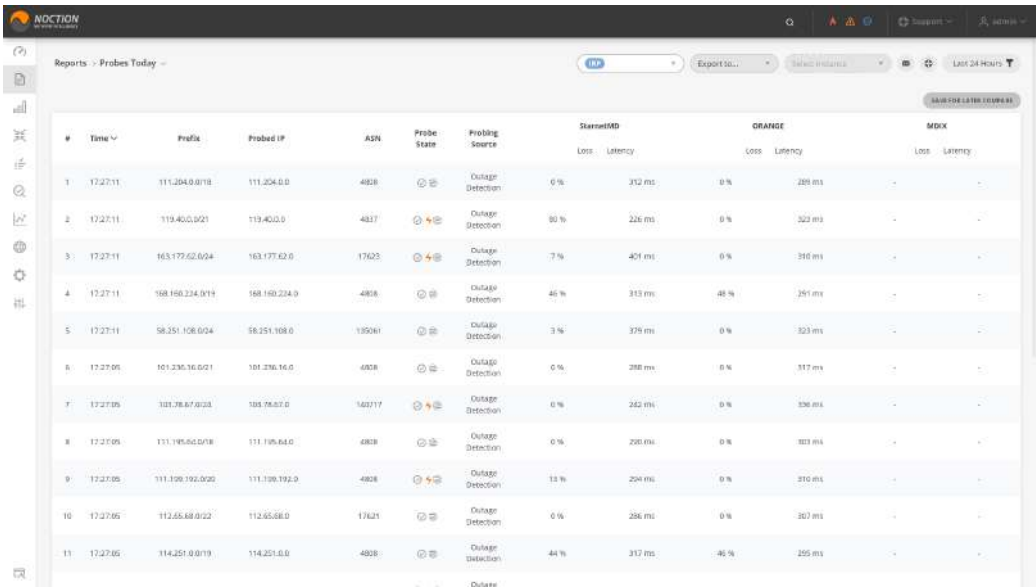 NOCTION
Support
admin
Reports > Probes Today
IRP
Export to...
Select instance
Last 24 Hours
SAVE FOR LATER COMPARE
# Time Prefix Probed IP ASN Probe State Probing Source StarnetMD ORANGE MDIX
Loss Latency Loss Latency Loss Latency
1 17:27:11 111.204.0.0/18 111.204.0.0 4808 Outage Detection 0 % 312 ms 0 % 289 ms - -
2 17:27:11 119.40.0.0/21 119.40.0.0 4837 Outage Detection 226 ms 0 % 323 ms - -
3 17:27:11 163.177.62.0/24 163.177.62.0 17623 Outage Detection 7 % 401 ms 0 % 310 ms - -
4 17:27:11 168.160.224.0/19 168.160.224.0 4808 Outage Detection 46 % 313 ms 48 % 291 ms - -
5 17:27:11 58.251.108.0/24 58.251.108.0 135061 Outage Detection 3 % 379 ms 0 % 323 ms - -
6 17:27:05 101.236.16.0/21 101.236.16.0 4808 Outage Detection 0 % 288 ms 0 % 317 ms - -
7 17:27:05 103.78.67.0/24 103.78.67.0 140717 Outage Detection 0 % 242 ms 0 % 336 ms - -
8 17:27:05 111.195.64.0/18 111.195.64.0 4808 Outage Detection 0 % 290 ms 0 % 303 ms - -
9 17:27:05 111.199.192.0/20 111.199.192.0 4808 Outage Detection 13 % 294 ms 0 % 310 ms - -
10 17:27:05 112.65.68.0/22 112.65.68.0 17621 Outage Detection 0 % 286 ms 0 % 307 ms - -
11 17:27:05 114.251.0.0/19 114.251.0.0 4808 Outage Detection 44 % 317 ms 46 % 295 ms - -
Outage